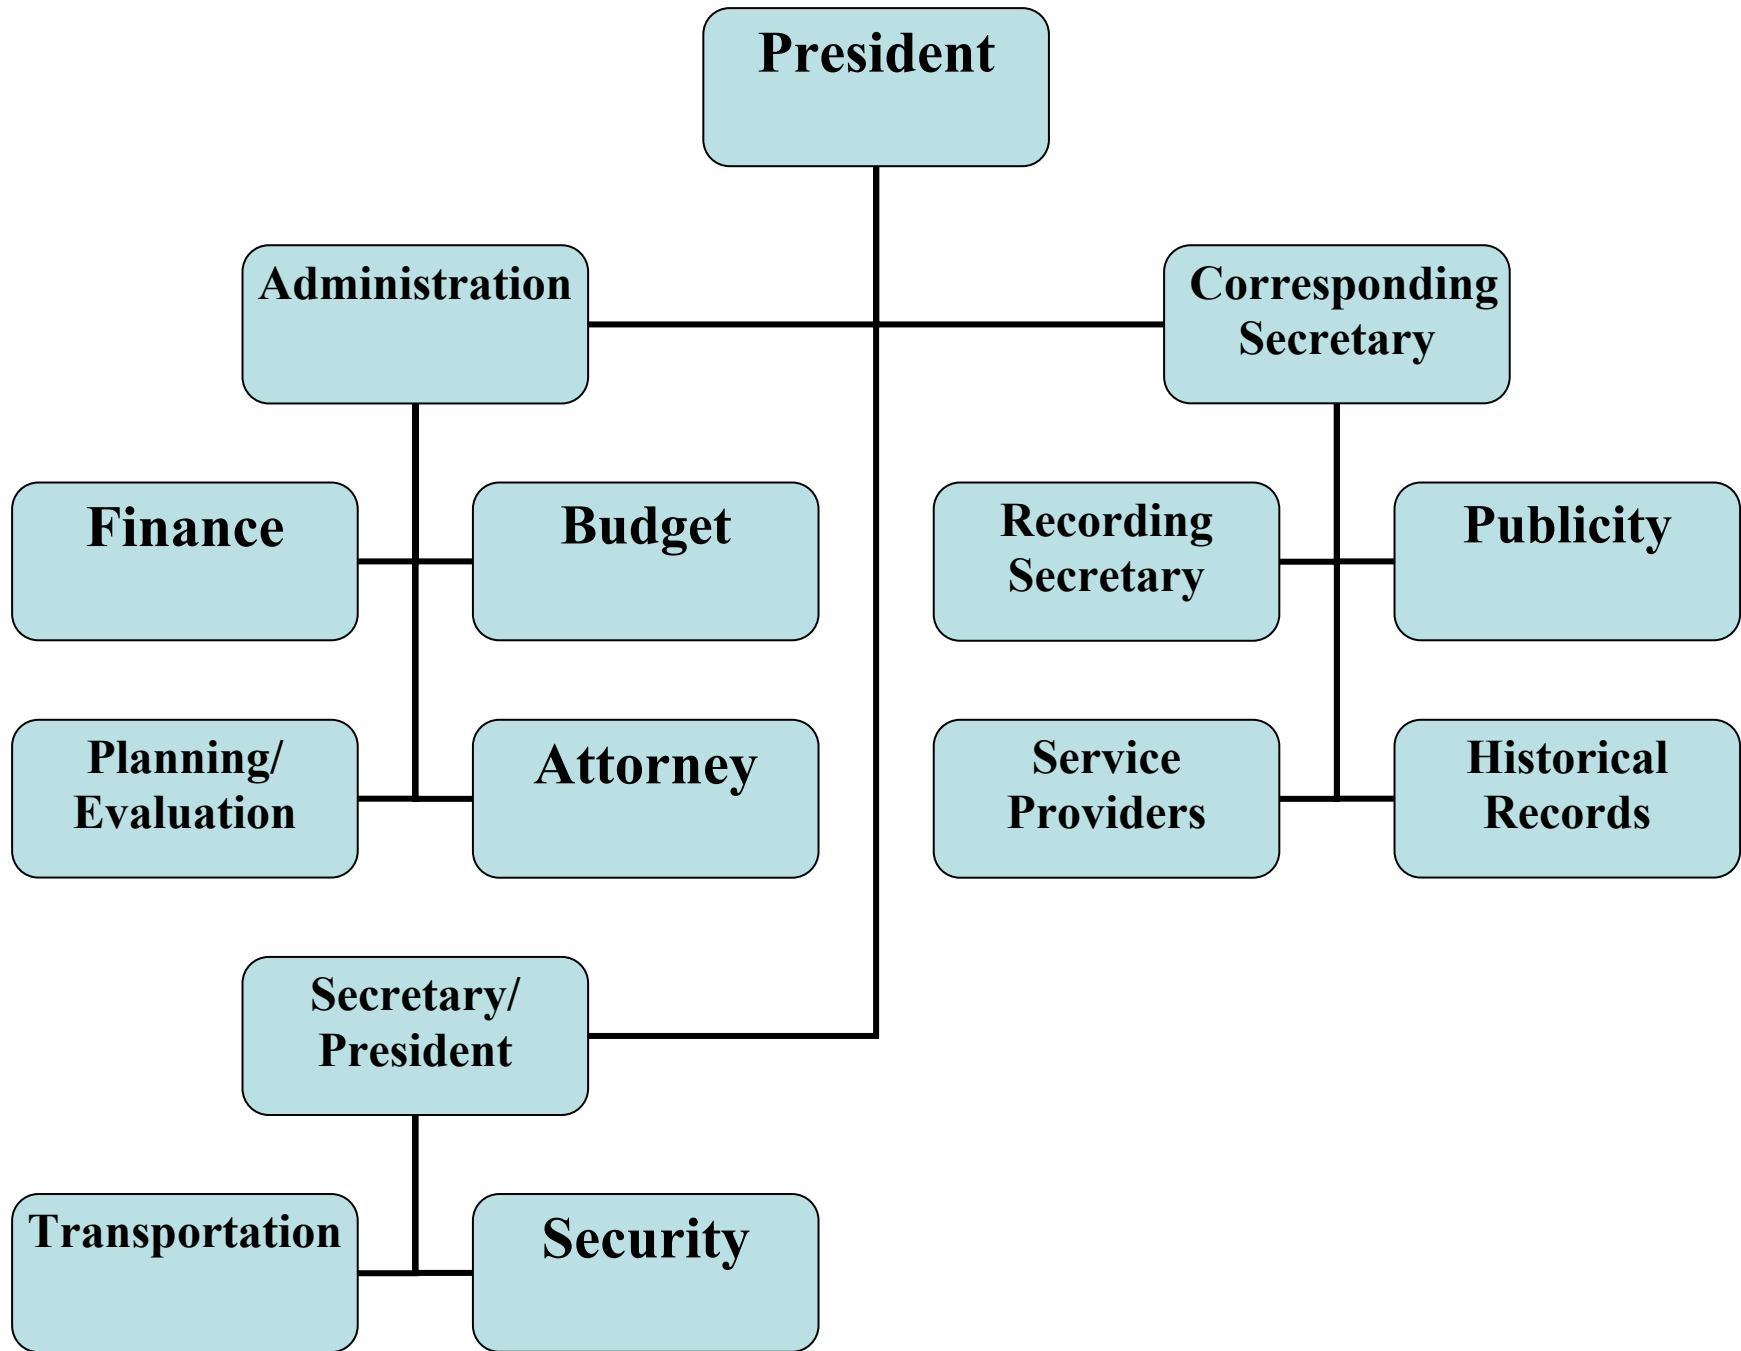 President
Administration
Corresponding
Secretary
Finance
Budget
Recording
Secretary
Publicity
Planning/
Evaluation
Attorney
Service
Providers
Historical
Records
Secretary/
President
Transportation
Security